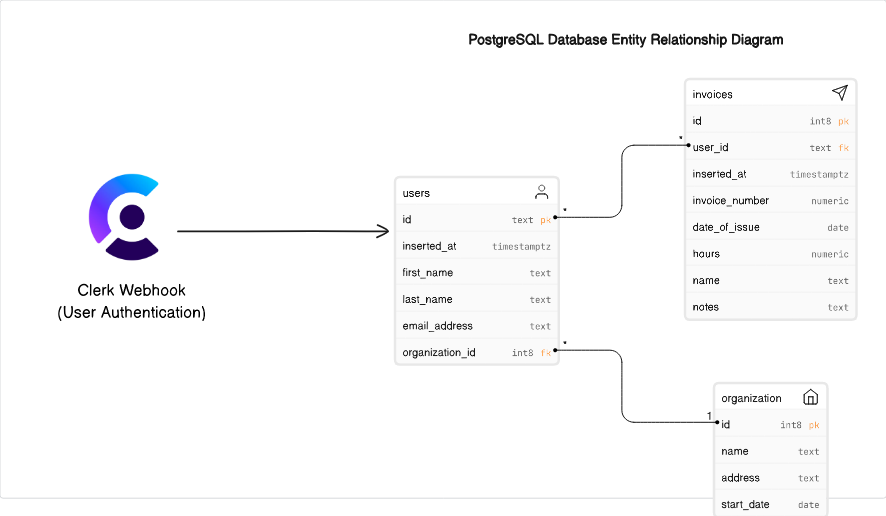 PostgreSQL Database Entity Relationship Diagram
invoices
id int8 pk
*
user_id text fk
inserted_at timestamptz
invoice_number numeric
date_of_issue date
hours numeric
name text
notes text
users
*
id text pk
inserted_at timestamptz
first_name text
last_name text
email_address text
*
organization_id int8 fk
Clerk Webhook
(User Authentication)
organization
1
id int8 pk
name text
address text
start_date date